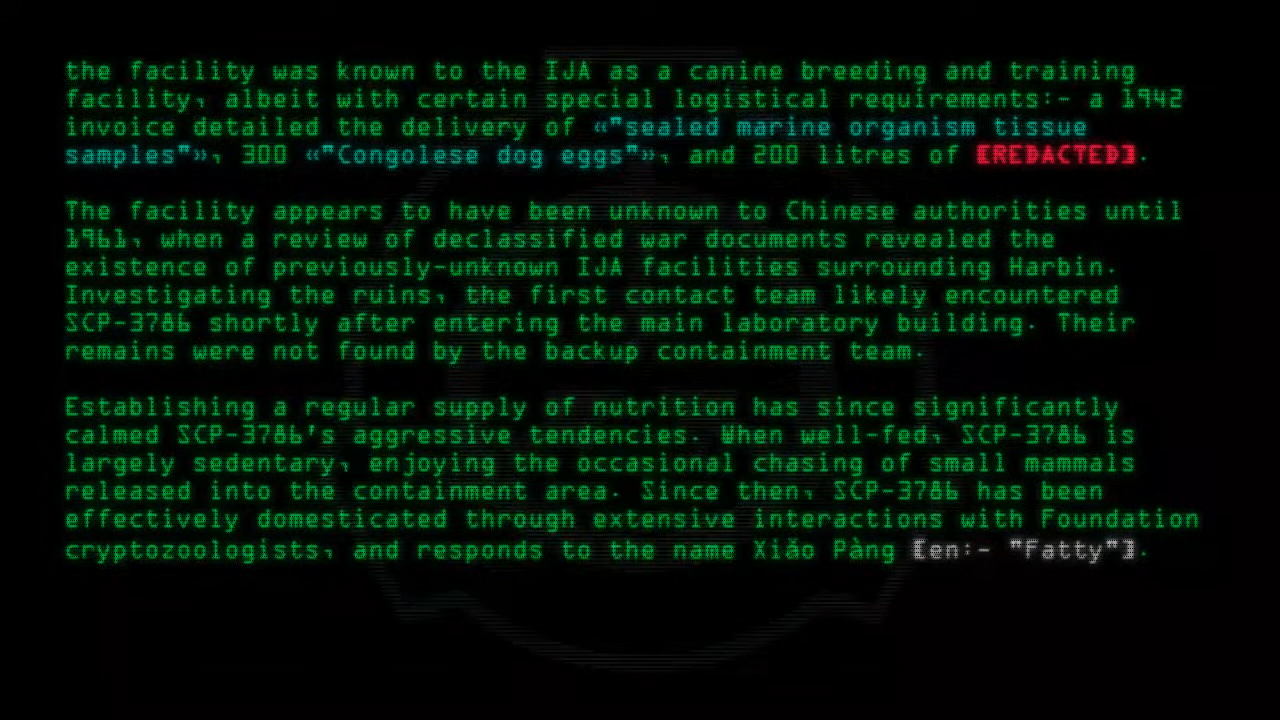 the facility was known to the IJA as a canine breeding and training
facility, albeit with certain special logistical requirements:- a 1942
invoice detailed the delivery of «"sealed marine organism tissue
samples"», 300 «"Congolese dog eggs"», and 200 litres of [REDACTED].
The facility appears to have been unknown to Chinese authorities until
1961, when a review of declassified war documents revealed the
existence of previously-unknown IJA facilities surrounding Harbin.
Investigating the ruins, the first contact team likely encountered
SCP-3786 shortly after entering the main laboratory building. Their
remains were not found by the backup containment team.
Establishing a regular supply of nutrition has since significantly
calmed SCP-3786's aggressive tendencies. When well-fed, SCP-3786 is
largely sedentary, enjoying the occasional chasing of small mammals
released into the containment area. Since then, SCP-3786 has been
effectively domesticated through extensive interactions with Foundation
cryptozoologists, and responds to the name Xiǎo Pàng [en:- "Fatty"].